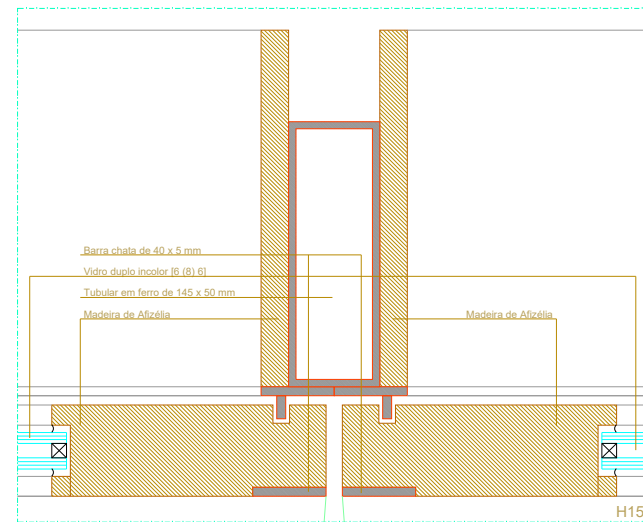 Barra chata de 40 x 5 mm
Vidro duplo incolor [6 (8) 6]
Tubular em ferro de 145 x 50 mm
Madeira de Afizélia
Madeira de Afizélia
H15